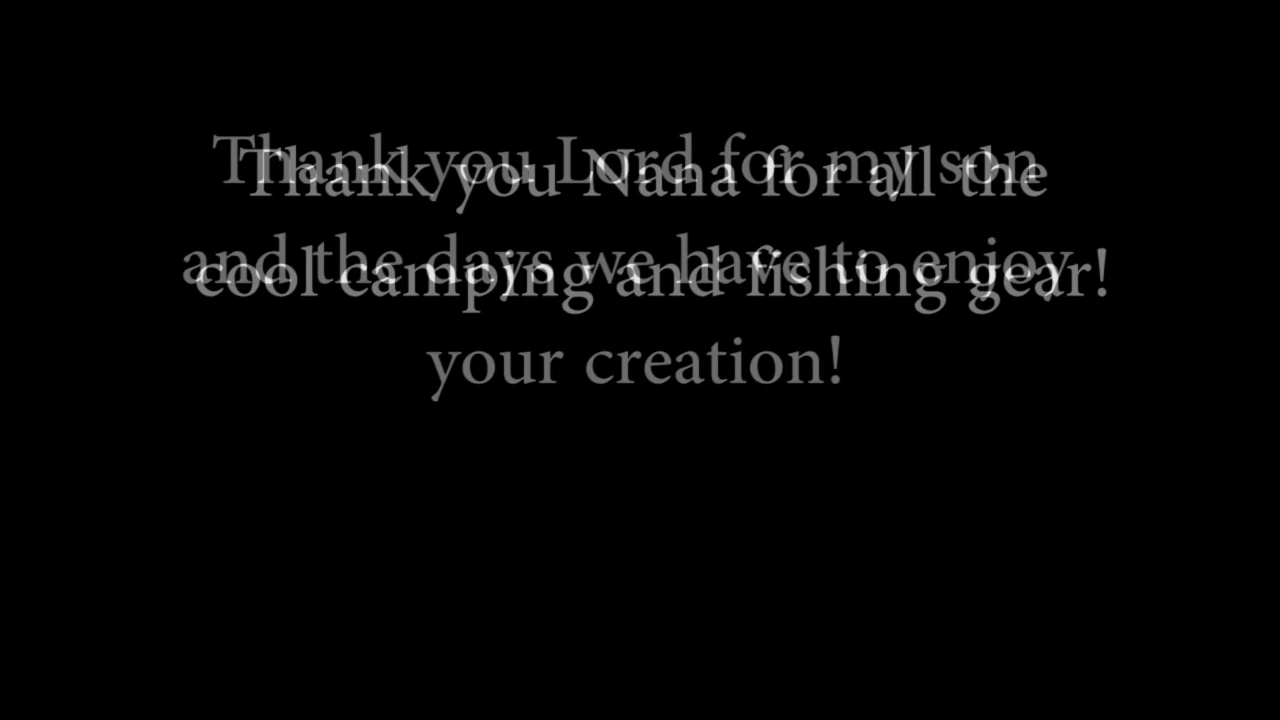 Thank you Lord for my son
and the days we have to enjoy
your creation!
Thank you Nana for all the
cool camping and fishing gear!